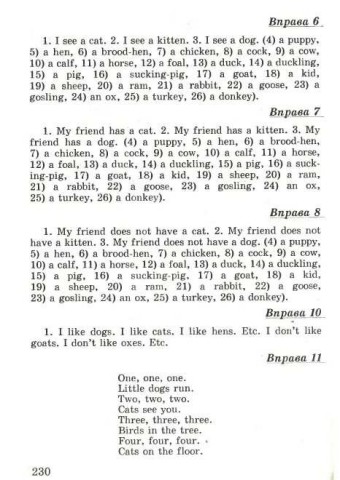 Вправа 6
1. I see a cat. 2. I see a kitten. 3. I see a dog. (4) a puppy,
5) a hen, 6) a brood-hen, 7) a chicken, 8) a cock, 9) a cow,
10) a calf, 11) a horse, 12) a foal, 13) a duck, 14) a duckling,
15) a pig, 16) a sucking-pig, 17) a goat, 18) a kid,
19) a sheep, 20) a ram, 21) a rabbit, 22) a goose, 23) a
gosling, 24) an ox, 25) a turkey, 26) a donkey).
Вправа 7
1. My friend has a cat. 2. My friend has a kitten. 3. My
friend has a dog. (4) a puppy, 5) a hen, 6) a brood-hen,
7) a chicken, 8) a cock, 9) a cow, 10) a calf, 11) a horse,
12) a foal, 13) a duck, 14) a duckling, 15) a pig, 16) a suck-
ing-pig, 17) a goat, 18) a kid, 19) a sheep, 20) a ram,
21) a rabbit, 22) a goose, 23) a gosling, 24) an ox,
25) a turkey, 26) a donkey).
Вправа 8
1. My friend does not have a cat. 2. My friend does not
have a kitten. 3. My friend does not have a dog. (4) a puppy,
5) a hen, 6) a brood-hen, 7) a chicken, 8) a cock, 9) a cow,
10) a calf, 11) a horse, 12) a foal, 13) a duck, 14) a duckling,
15) a pig, 16) a sucking-pig, 17) a goat, 18) a kid,
19) a sheep, 20) a ram, 21) a rabbit, 22) a goose,
23) a gosling, 24) an ox, 25) a turkey, 26) a donkey).
Вправа 10
1. I like dogs. I like cats. I like hens. Etc. I don't like
goats. I don't like oxes. Etc.
Вправа 11
One, one, one.
Little dogs run.
Two, two, two.
Cats see you.
Three, three, three.
Birds in the tree.
Four, four, four.
Cats on the floor.
230